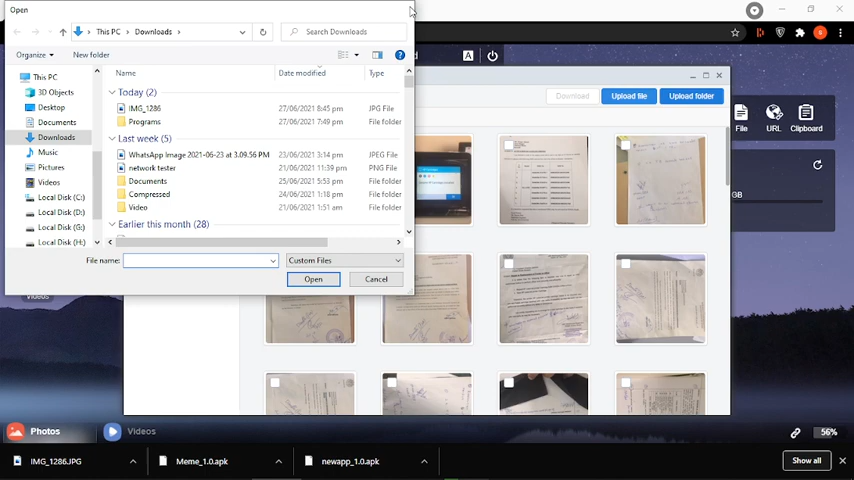 Open
This PC > Downloads >
Search Downloads
Organize
New folder
Name Date modified Type
This PC
3D Objects
Desktop
Documents
Downloads
Music
Pictures
Videos
Local Disk (C:)
Local Disk (D:)
Local Disk (G:)
Local Disk (H:)
Today (2)
IMG_1286 27/06/2021 8:45 pm JPG File
Programs 27/06/2021 7:49 pm File folder
Last week (5)
WhatsApp Image 2021-06-23 at 3.09.56 PM 23/06/2021 3:14 pm JPEG File
network tester 21/06/2021 11:39 pm PNG File
Documents 25/06/2021 5:53 pm File folder
Compressed 24/06/2021 1:18 pm File folder
Video 21/06/2021 1:51 am File folder
Earlier this month (28)
File name:
Custom Files
Open
Cancel
A
Download
Upload file
Upload folder
File
URL
Clipboard
GB
Videos
Photos
Videos
56%
IMG_1286.JPG
Meme_1.0.apk
newapp_1.0.apk
Show all